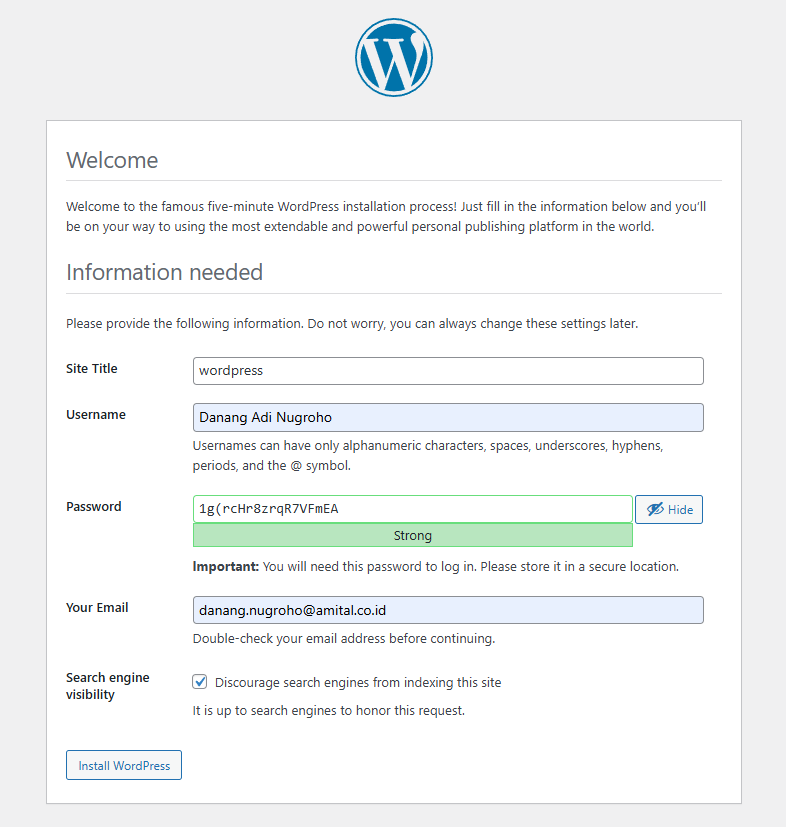 Welcome
Welcome to the famous five-minute WordPress installation process! Just fill in the information below and you'll
be on your way to using the most extendable and powerful personal publishing platform in the world.
Information needed
Please provide the following information. Do not worry, you can always change these settings later.
Site Title
wordpress
Username
Danang Adi Nugroho
Usernames can have only alphanumeric characters, spaces, underscores, hyphens,
periods, and the @ symbol.
Password
1g(rcHr8zrqR7VFmEA
Hide
Strong
Important: You will need this password to log in. Please store it in a secure location.
Your Email
danang.nugroho@amital.co.id
Double-check your email address before continuing.
Search engine
visibility
Discourage search engines from indexing this site
It is up to search engines to honor this request.
Install WordPress